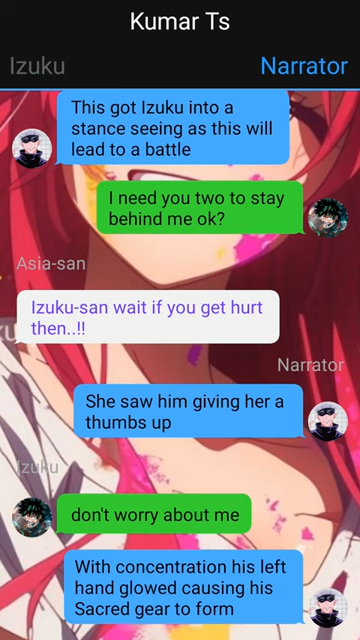 Kumar Ts
Izuku
Narrator
This got Izuku into a
stance seeing as this will
lead to a battle
I need you two to stay
behind me ok?
Asia-san
Izuku-san wait if you get hurt
then..!!
Narrator
She saw him giving her a
thumbs up
Izuku
don't worry about me
With concentration his left
hand glowed causing his
Sacred gear to form